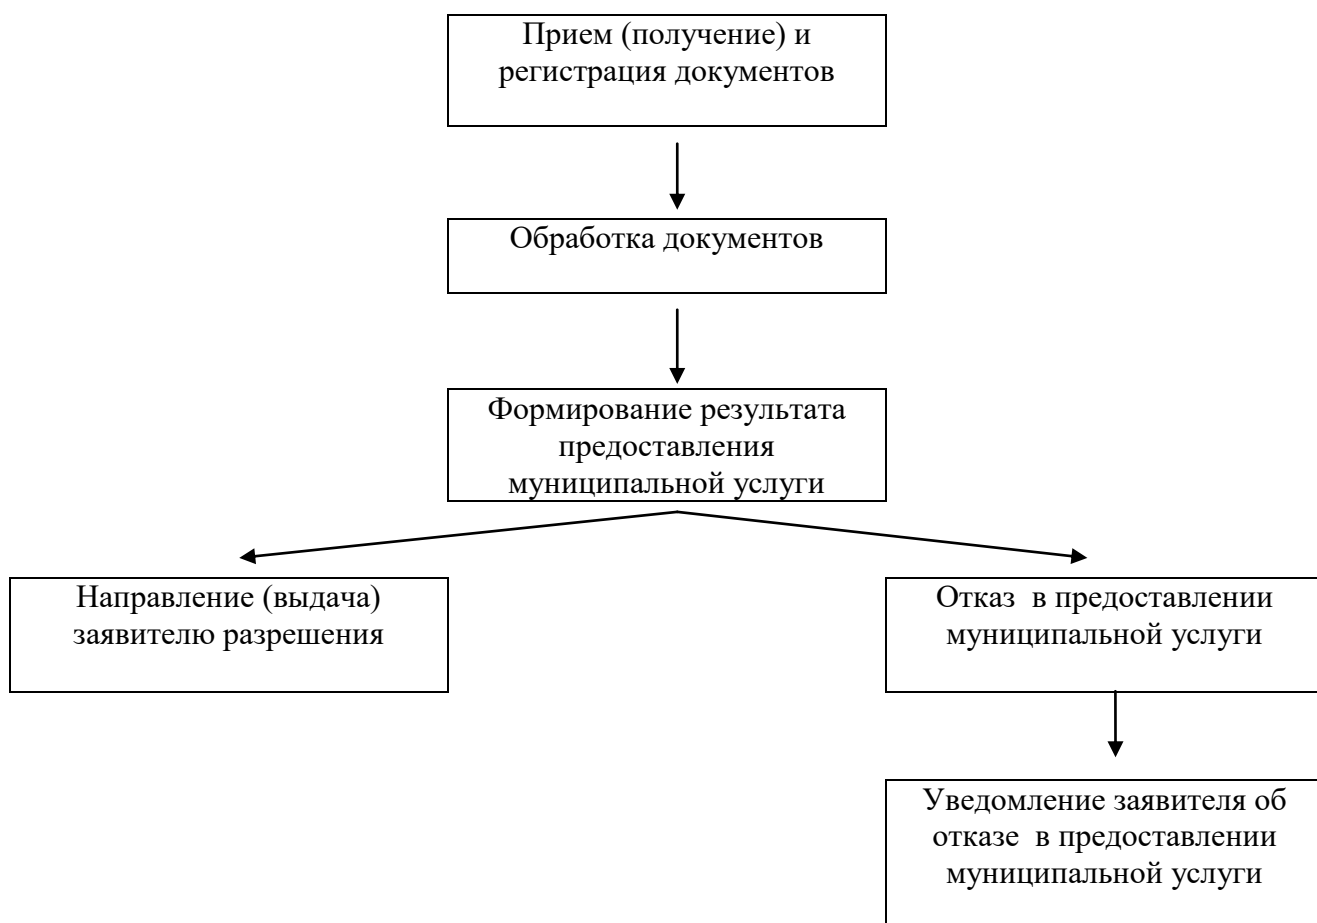 Прием (получение) и
регистрация документов
Обработка документов
Формирование результата
предоставления
муниципальной услуги
Направление (выдача)
заявителю разрешения
Отказ  в предоставлении
муниципальной услуги
Уведомление заявителя об
отказе  в предоставлении
муниципальной услуги